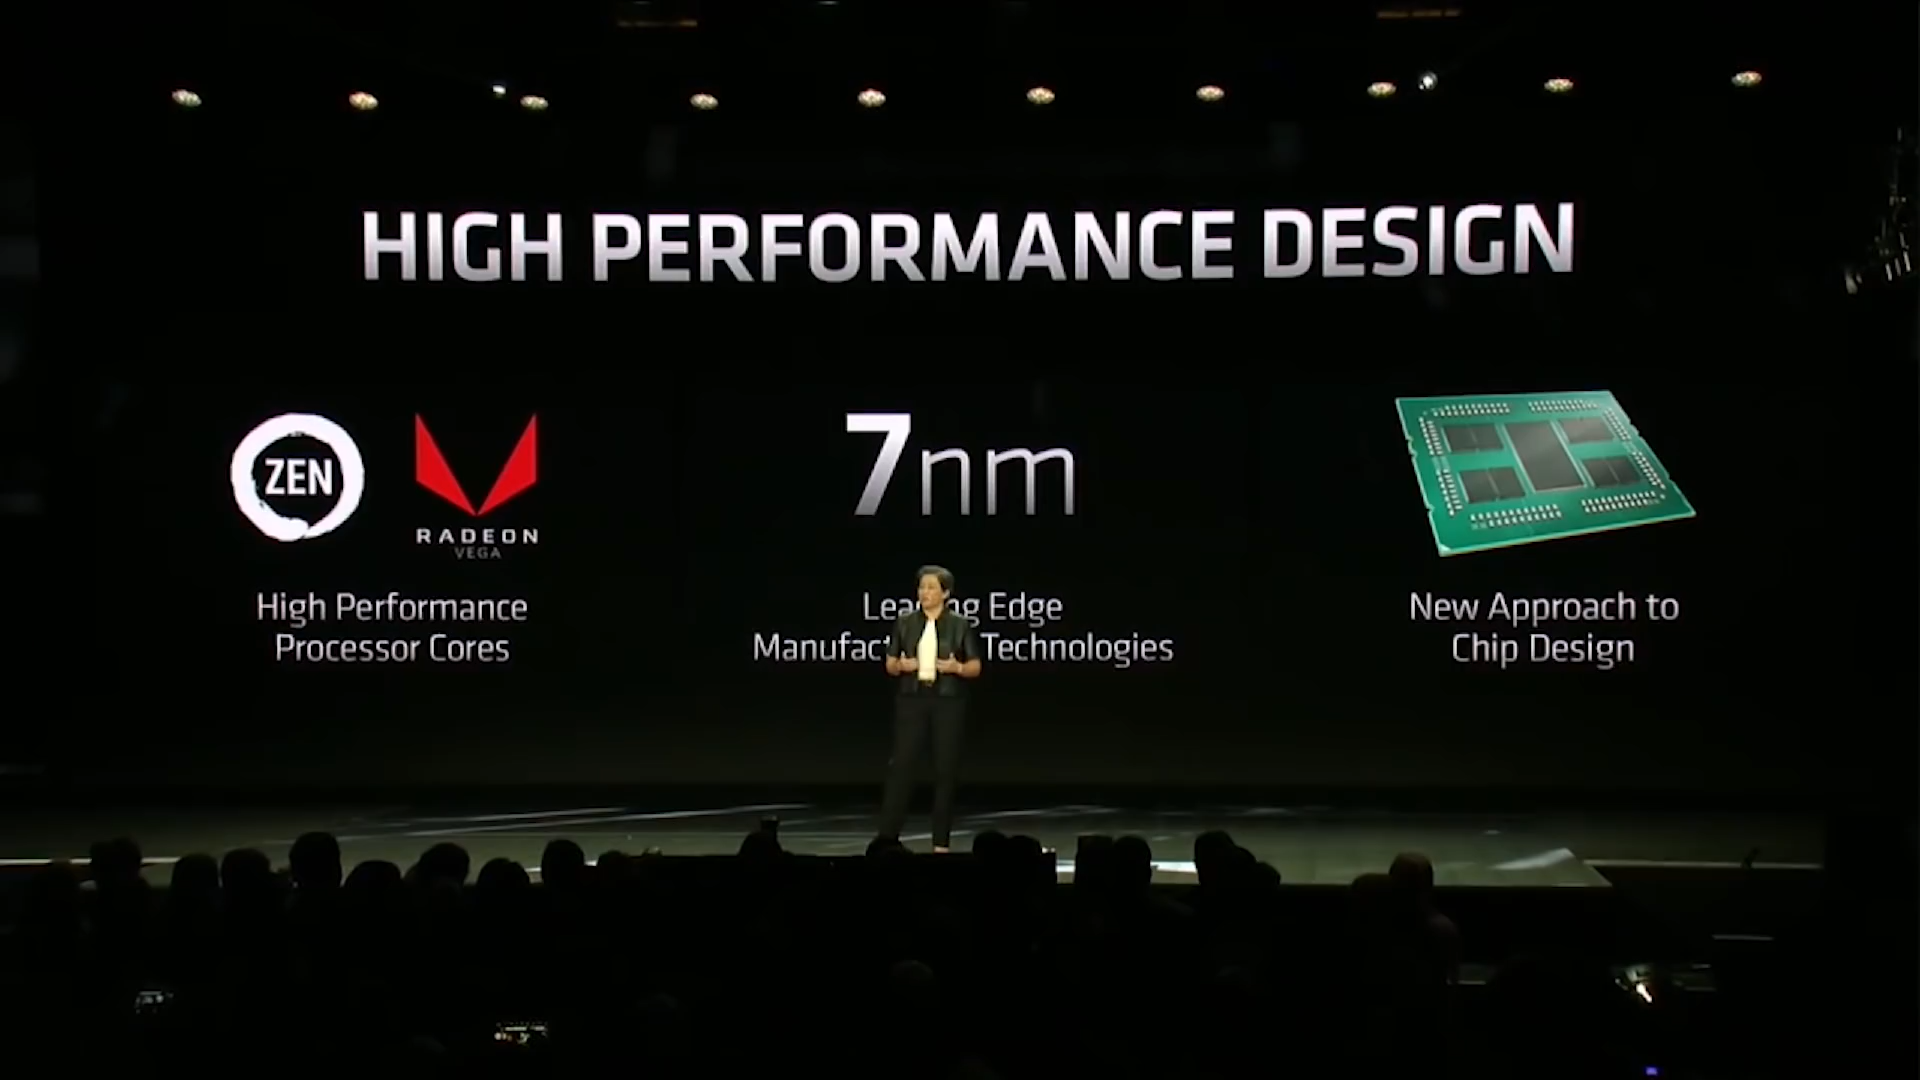 HIGH PERFORMANCE DESIGN
ZEN
RADEON
VEGA
High Performance
Processor Cores
7nm
Edge
Technologies
New Approach to
Chip Design